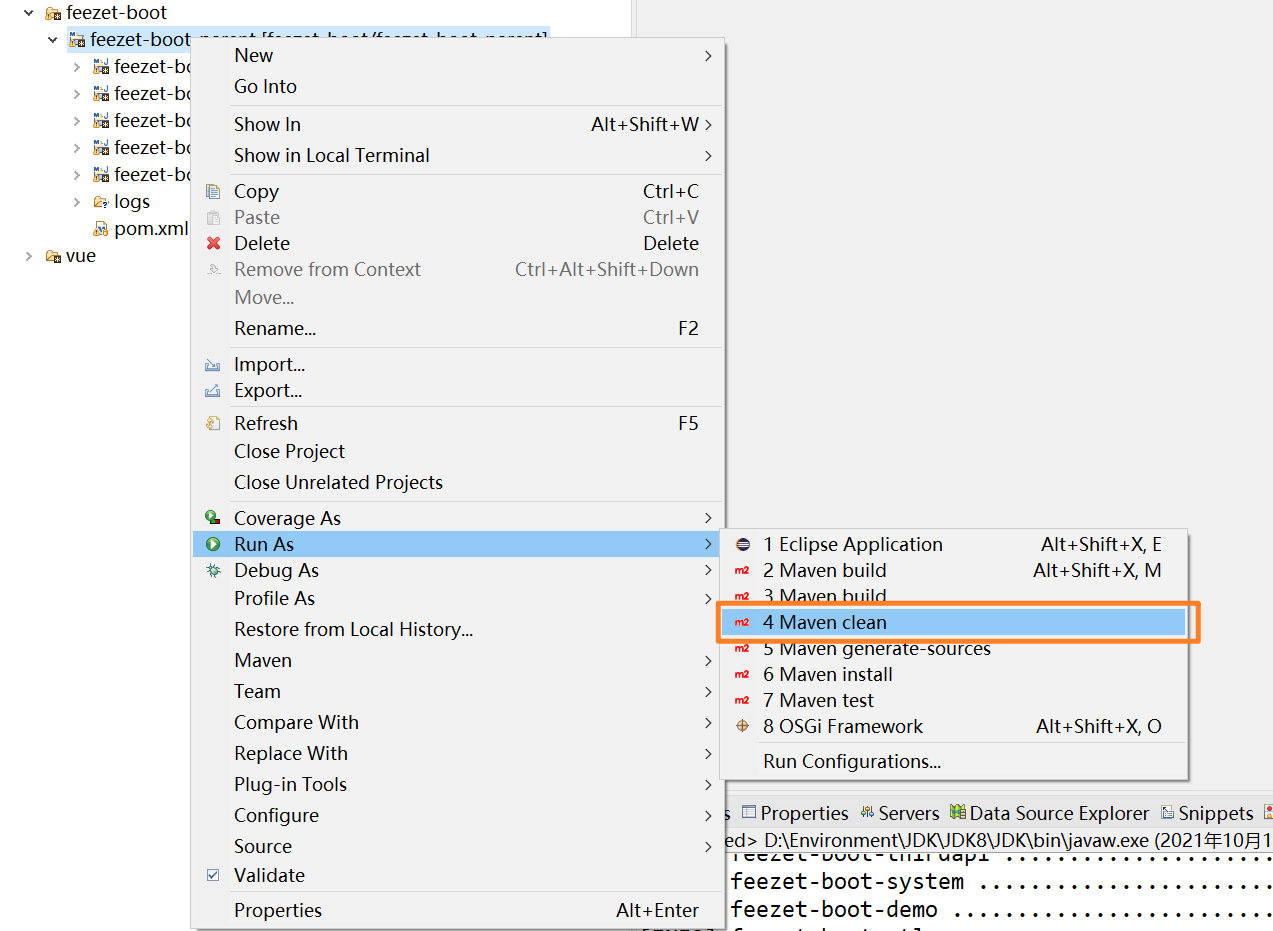 feezet-boot
feezet-boot-parent [feezet-boot/feezet-boot-parent]
feezet-bo
feezet-bo
feezet-bo
feezet-bo
feezet-bo
logs
pom.xml
vue
New
Go Into
Show In Alt+Shift+W
Show in Local Terminal
Copy Ctrl+C
Paste Ctrl+V
Delete Delete
Remove from Context Ctrl+Alt+Shift+Down
Move...
Rename... F2
Import...
Export...
Refresh F5
Close Project
Close Unrelated Projects
Coverage As
Run As
Debug As
Profile As
Restore from Local History...
Maven
Team
Compare With
Replace With
Plug-in Tools
Configure
Source
Validate
Properties Alt+Enter
1 Eclipse Application Alt+Shift+X, E
2 Maven build Alt+Shift+X, M
3 Maven build
4 Maven clean
5 Maven generate-sources
6 Maven install
7 Maven test
8 OSGi Framework Alt+Shift+X, O
Run Configurations...
s Properties Servers Data Source Explorer Snippets
ed> D:\Environment\JDK\JDK8\JDK\bin\javaw.exe (2021年10月1
feezet-boot-thirdapi .....................
feezet-boot-system .......................
feezet-boot-demo .........................